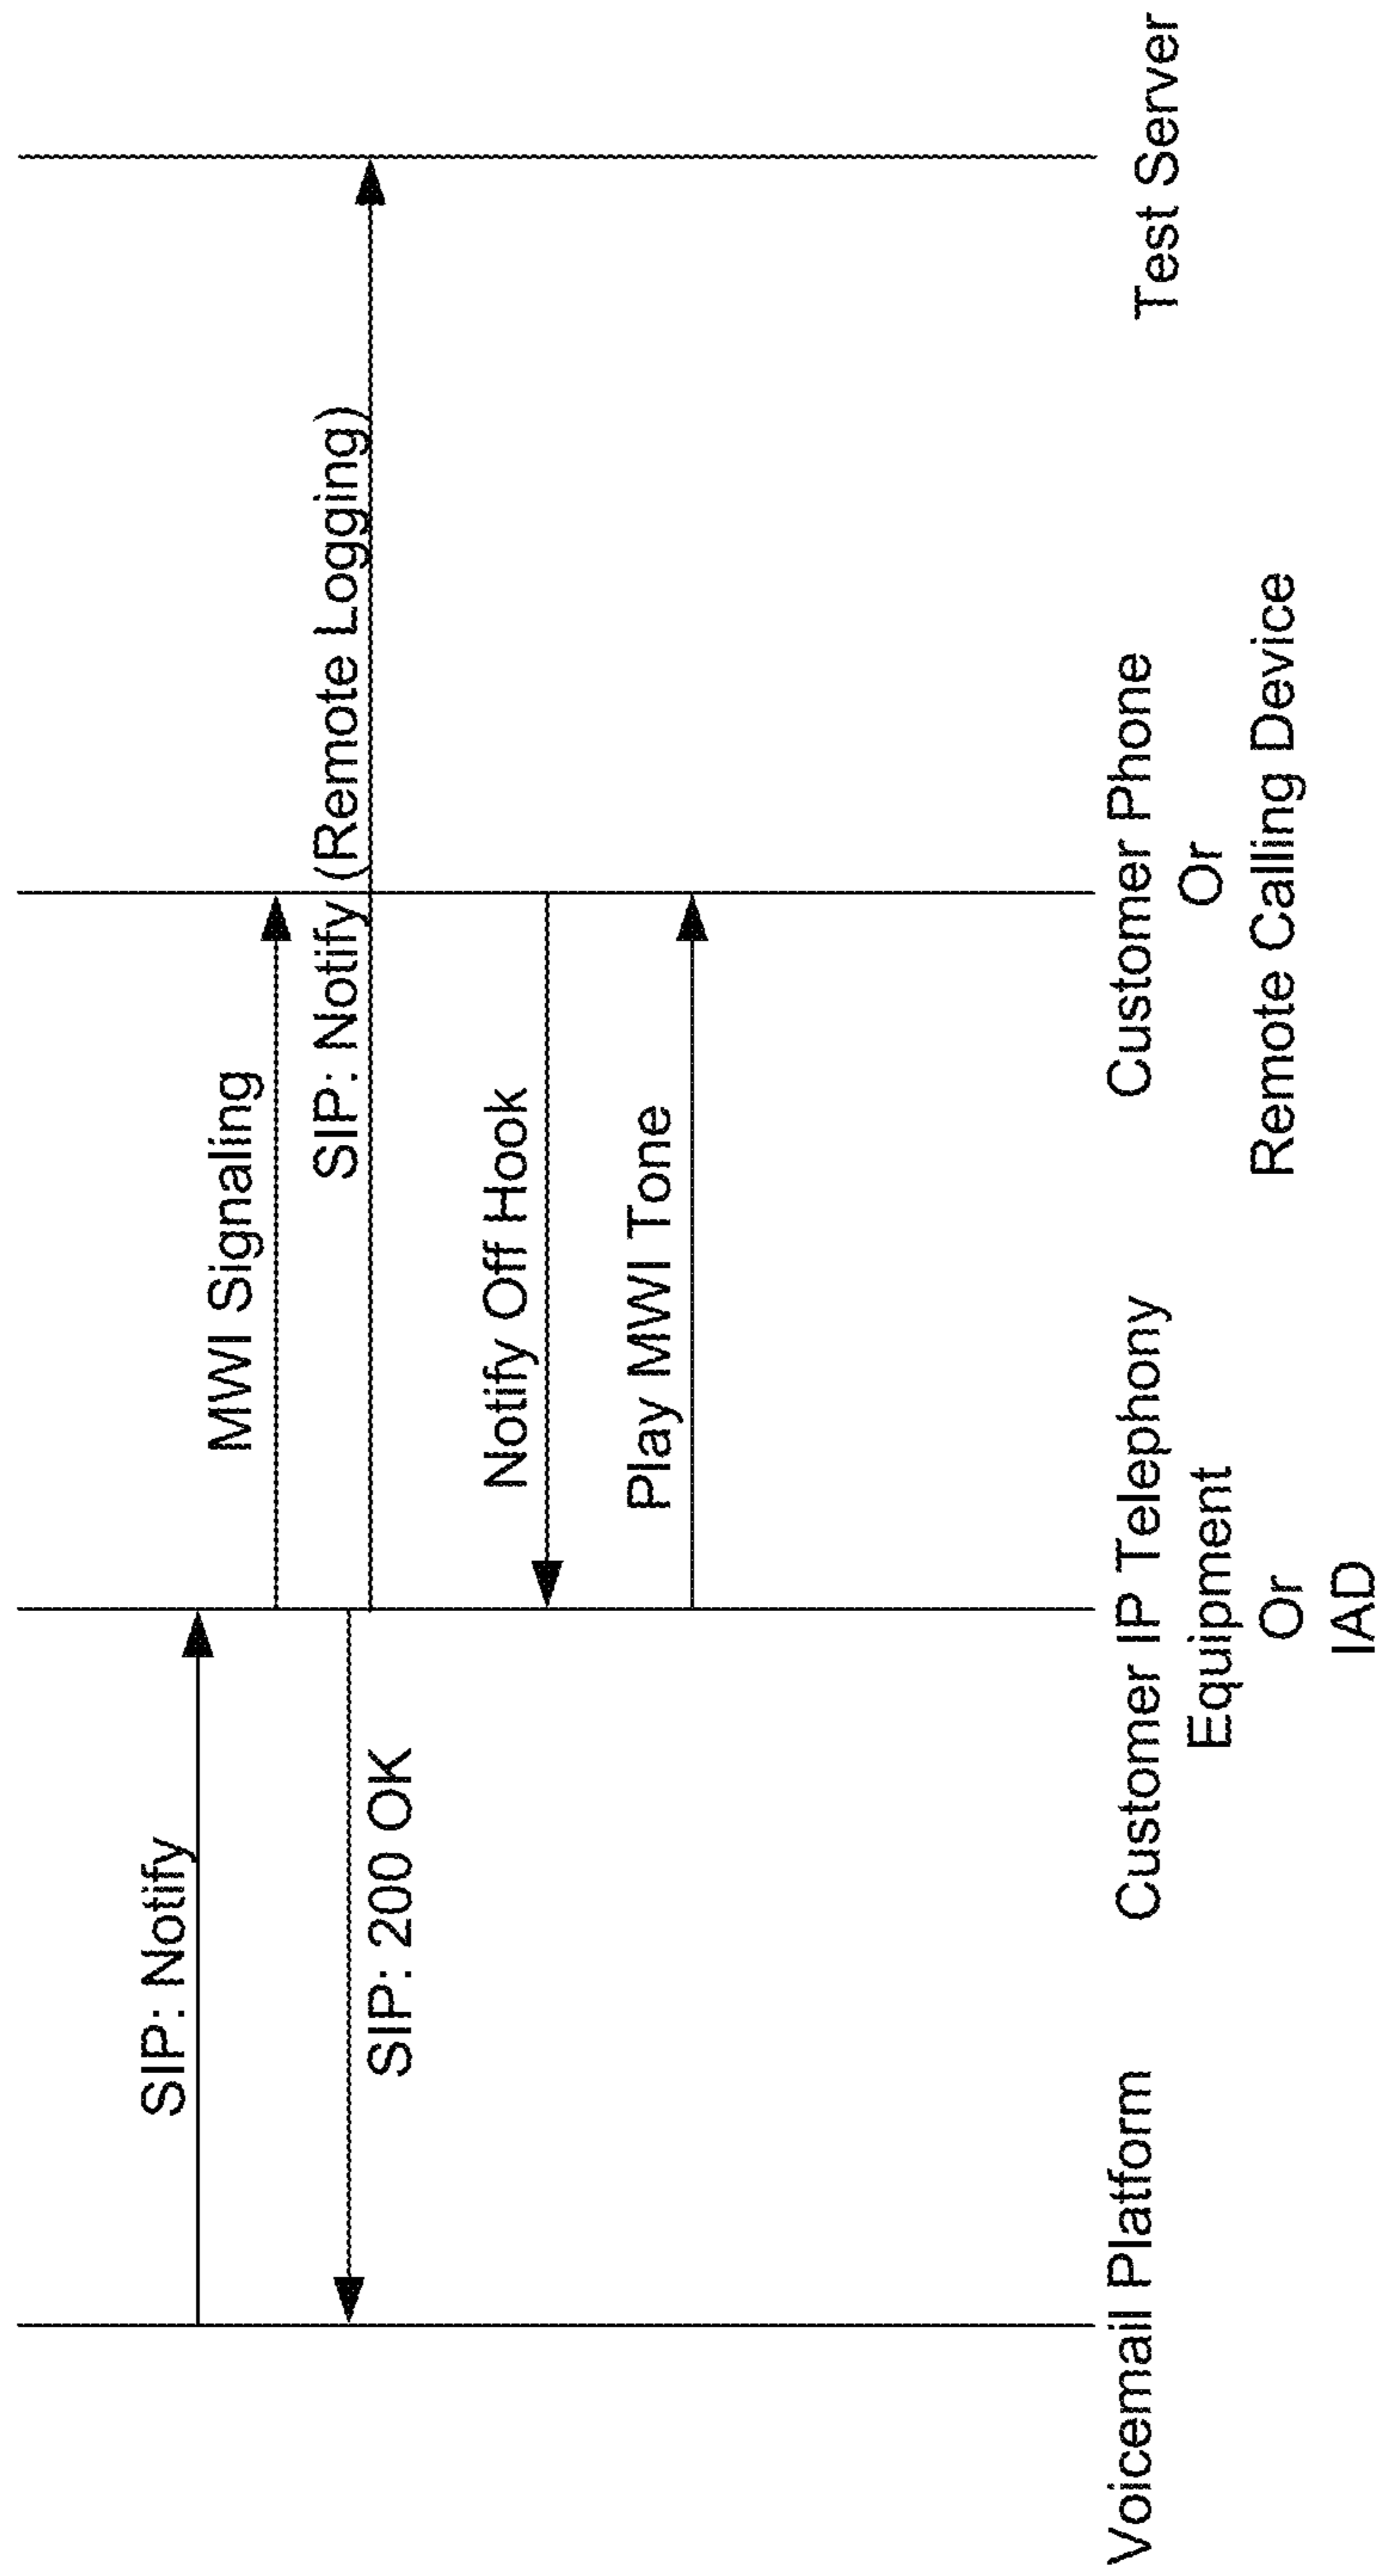 SIP: Notify
MWI Signaling
SIP: Notify (Remote Logging)
SIP: 200 OK
Notify Off Hook
Play MWI Tone
Voicemail Platform
Customer IP Telephony
Equipment
Or
IAD
Customer Phone
Or
Remote Calling Device
Test Server